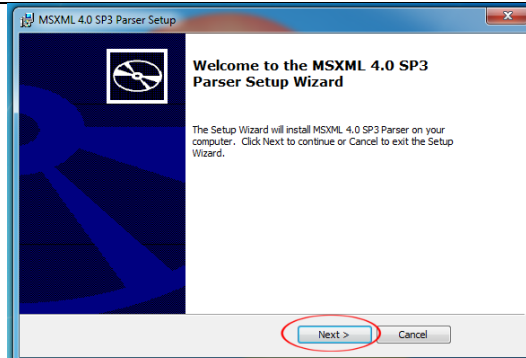 MSXML 4.0 SP3 Parser Setup
Welcome to the MSXML 4.0 SP3
Parser Setup Wizard
The Setup Wizard will install MSXML 4.0 SP3 Parser on your
computer. Click Next to continue or Cancel to exit the Setup
Wizard.
Next >
Cancel